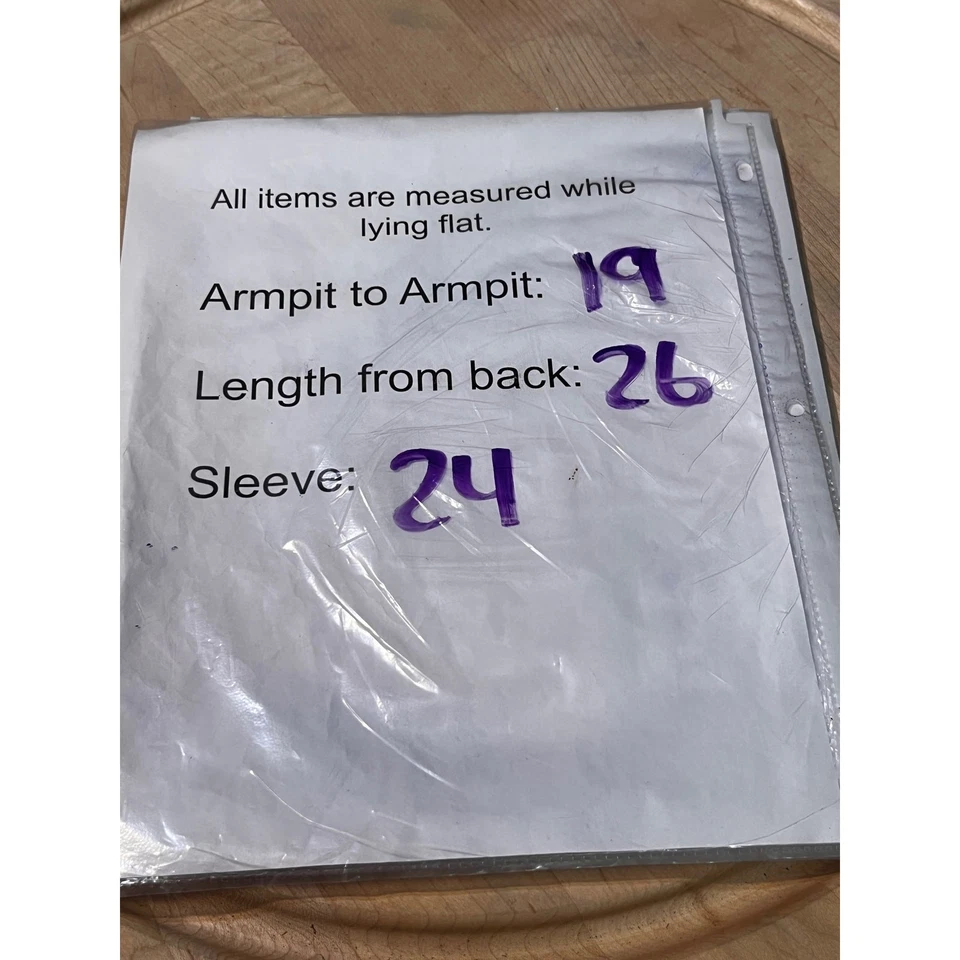 All items are measured while
lying flat.
Armpit to Armpit: 19
Length from back: 26
Sleeve: 24